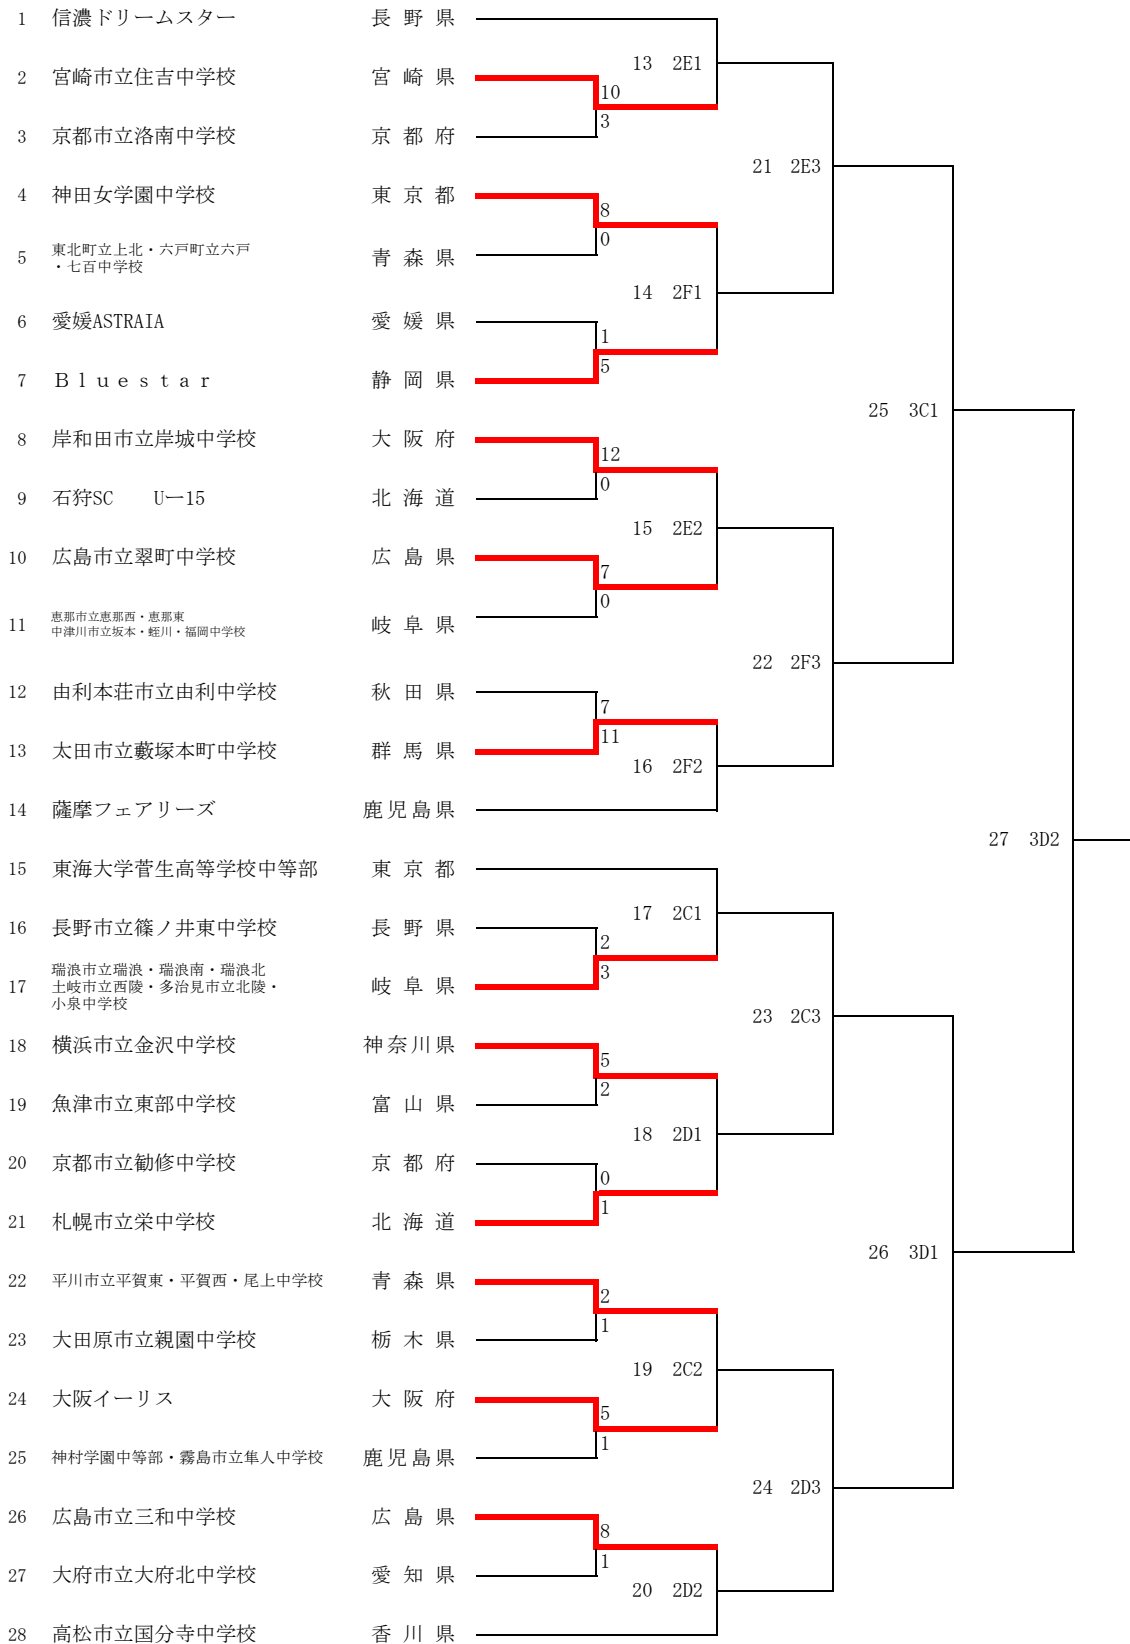 1 信濃ドリームスター 長野県
13 2E1
2 宮崎市立住吉中学校 宮崎県
10
3
3 京都市立洛南中学校 京都府
21 2E3
4 神田女学園中学校 東京都
8
0
5 東北町立上北・六戸町立六戸
・七百中学校 青森県
14 2F1
6 愛媛ASTRAIA 愛媛県
1
5
7 Ｂｌｕｅｓｔａｒ 静岡県
25 3C1
8 岸和田市立岸城中学校 大阪府
12
0
9 石狩SC Uー15 北海道
15 2E2
10 広島市立翠町中学校 広島県
7
0
11 恵那市立恵那西・恵那東
中津川市立坂本・蛭川・福岡中学校 岐阜県
22 2F3
12 由利本荘市立由利中学校 秋田県
7
11
13 太田市立藪塚本町中学校 群馬県
16 2F2
14 薩摩フェアリーズ 鹿児島県
27 3D2
15 東海大学菅生高等学校中等部 東京都
17 2C1
16 長野市立篠ノ井東中学校 長野県
2
3
17 瑞浪市立瑞浪・瑞浪南・瑞浪北
土岐市立西陵・多治見市立北陵・
小泉中学校 岐阜県
23 2C3
18 横浜市立金沢中学校 神奈川県
5
2
19 魚津市立東部中学校 富山県
18 2D1
20 京都市立勧修中学校 京都府
0
1
21 札幌市立栄中学校 北海道
26 3D1
22 平川市立平賀東・平賀西・尾上中学校 青森県
2
1
23 大田原市立親園中学校 栃木県
19 2C2
24 大阪イーリス 大阪府
5
1
25 神村学園中等部・霧島市立隼人中学校 鹿児島県
24 2D3
26 広島市立三和中学校 広島県
8
1
27 大府市立大府北中学校 愛知県
20 2D2
28 高松市立国分寺中学校 香川県